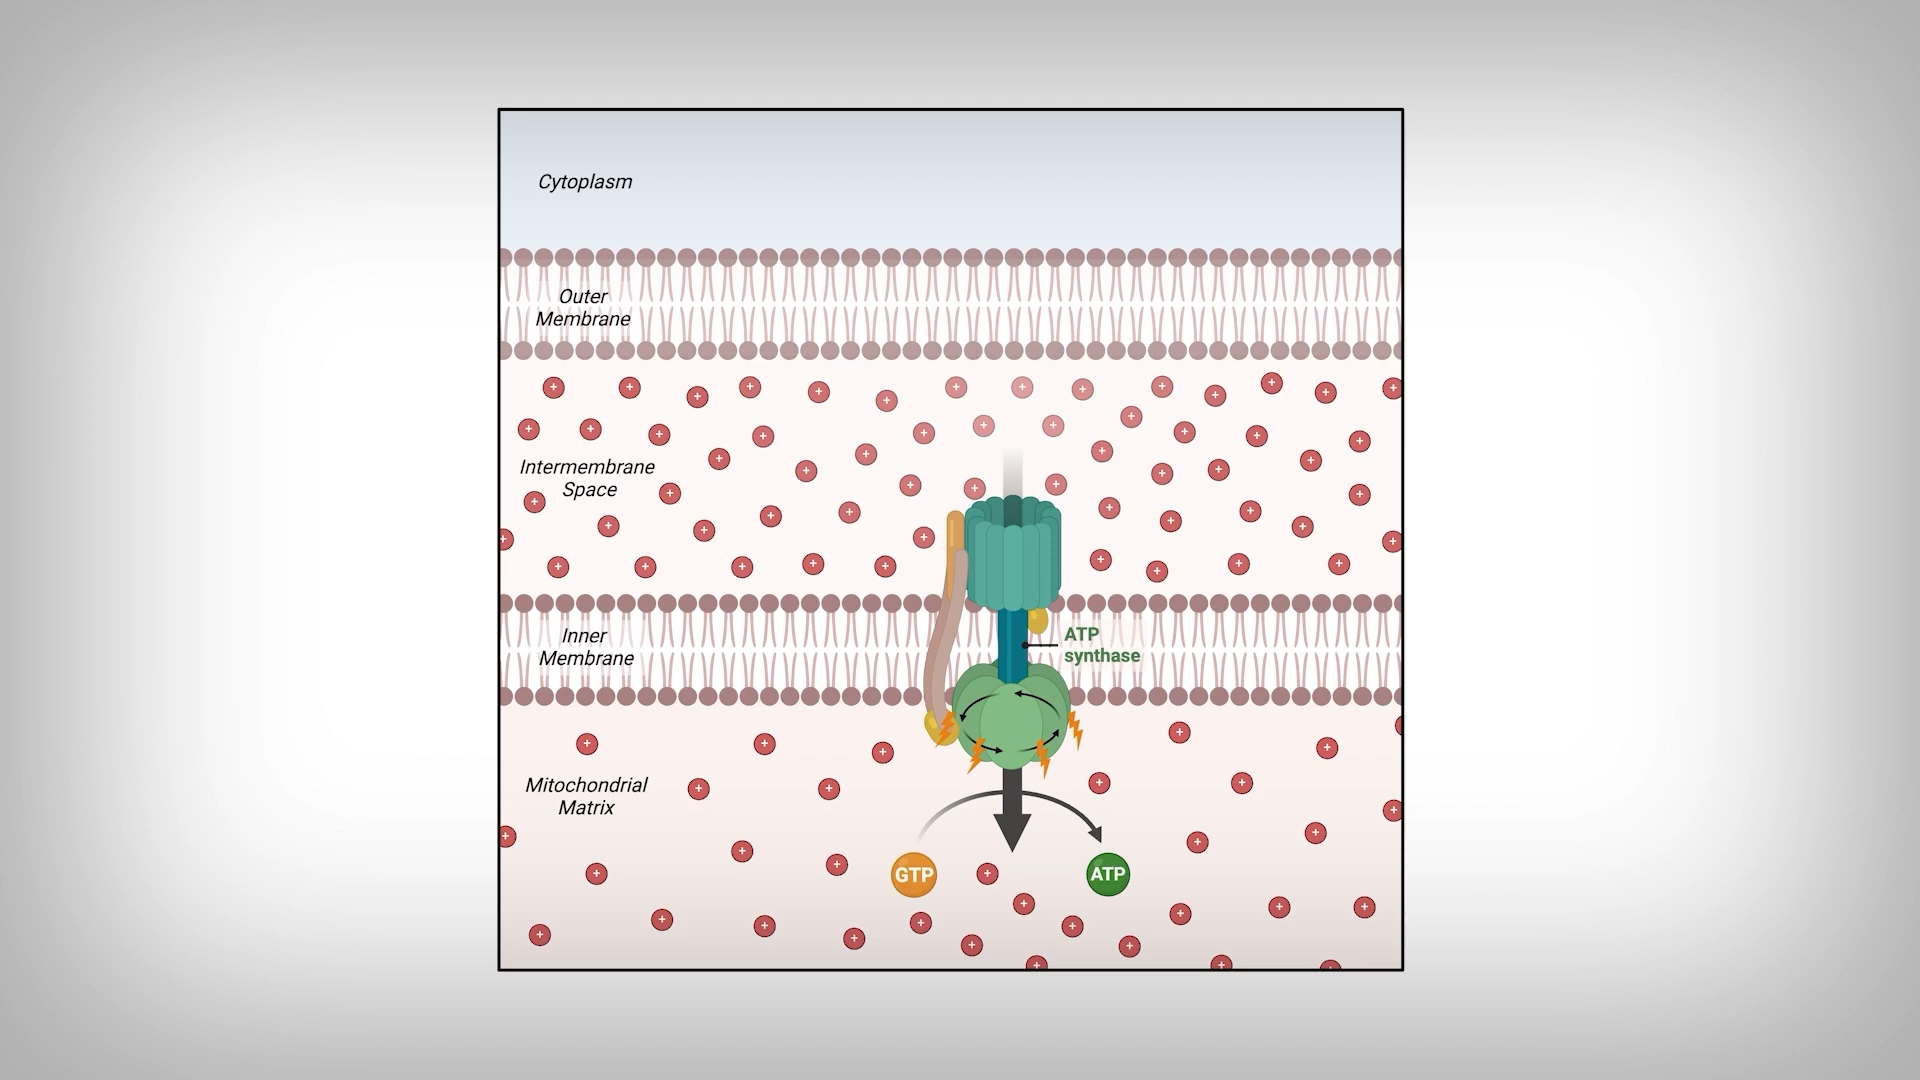 Cytoplasm
Outer
Membrane
Intermembrane
Space
Inner
Membrane
ATP
synthase
Mitochondrial
Matrix
GTP
ATP